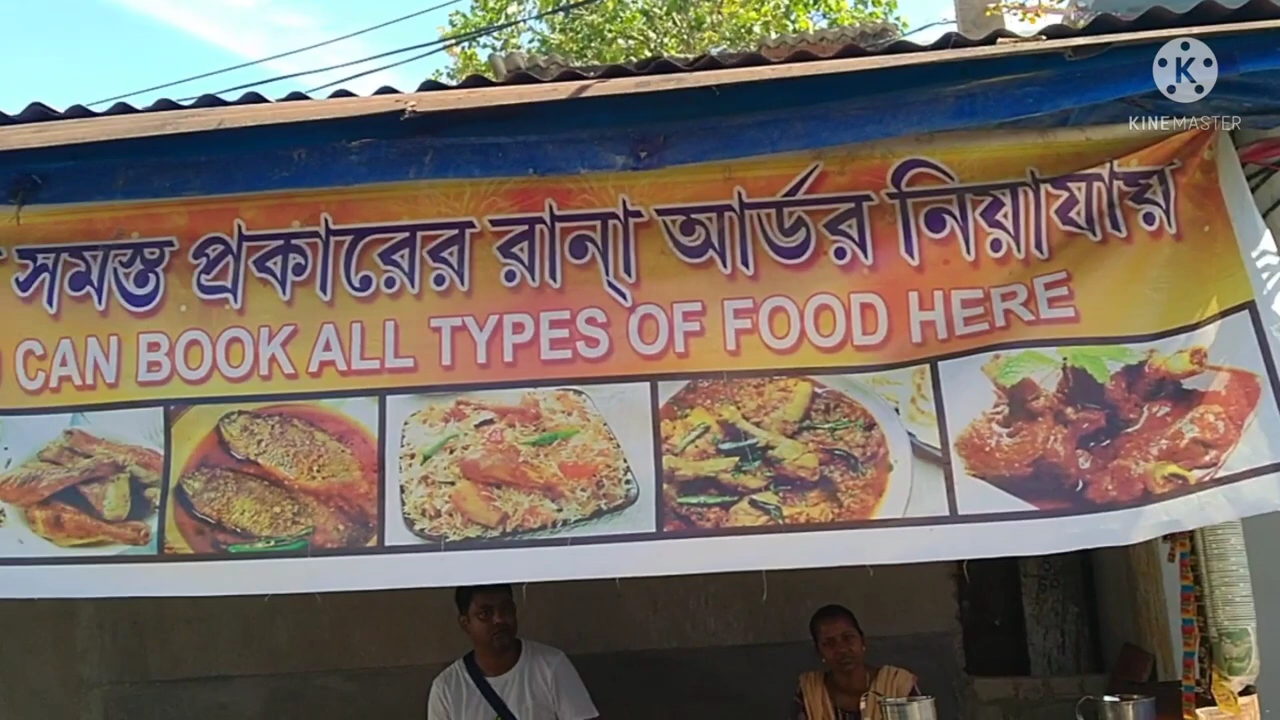 সমস্ত প্রকারের রান্না আর্ডর নিয়াযায়
CAN BOOK ALL TYPES OF FOOD HERE
KINEMASTER